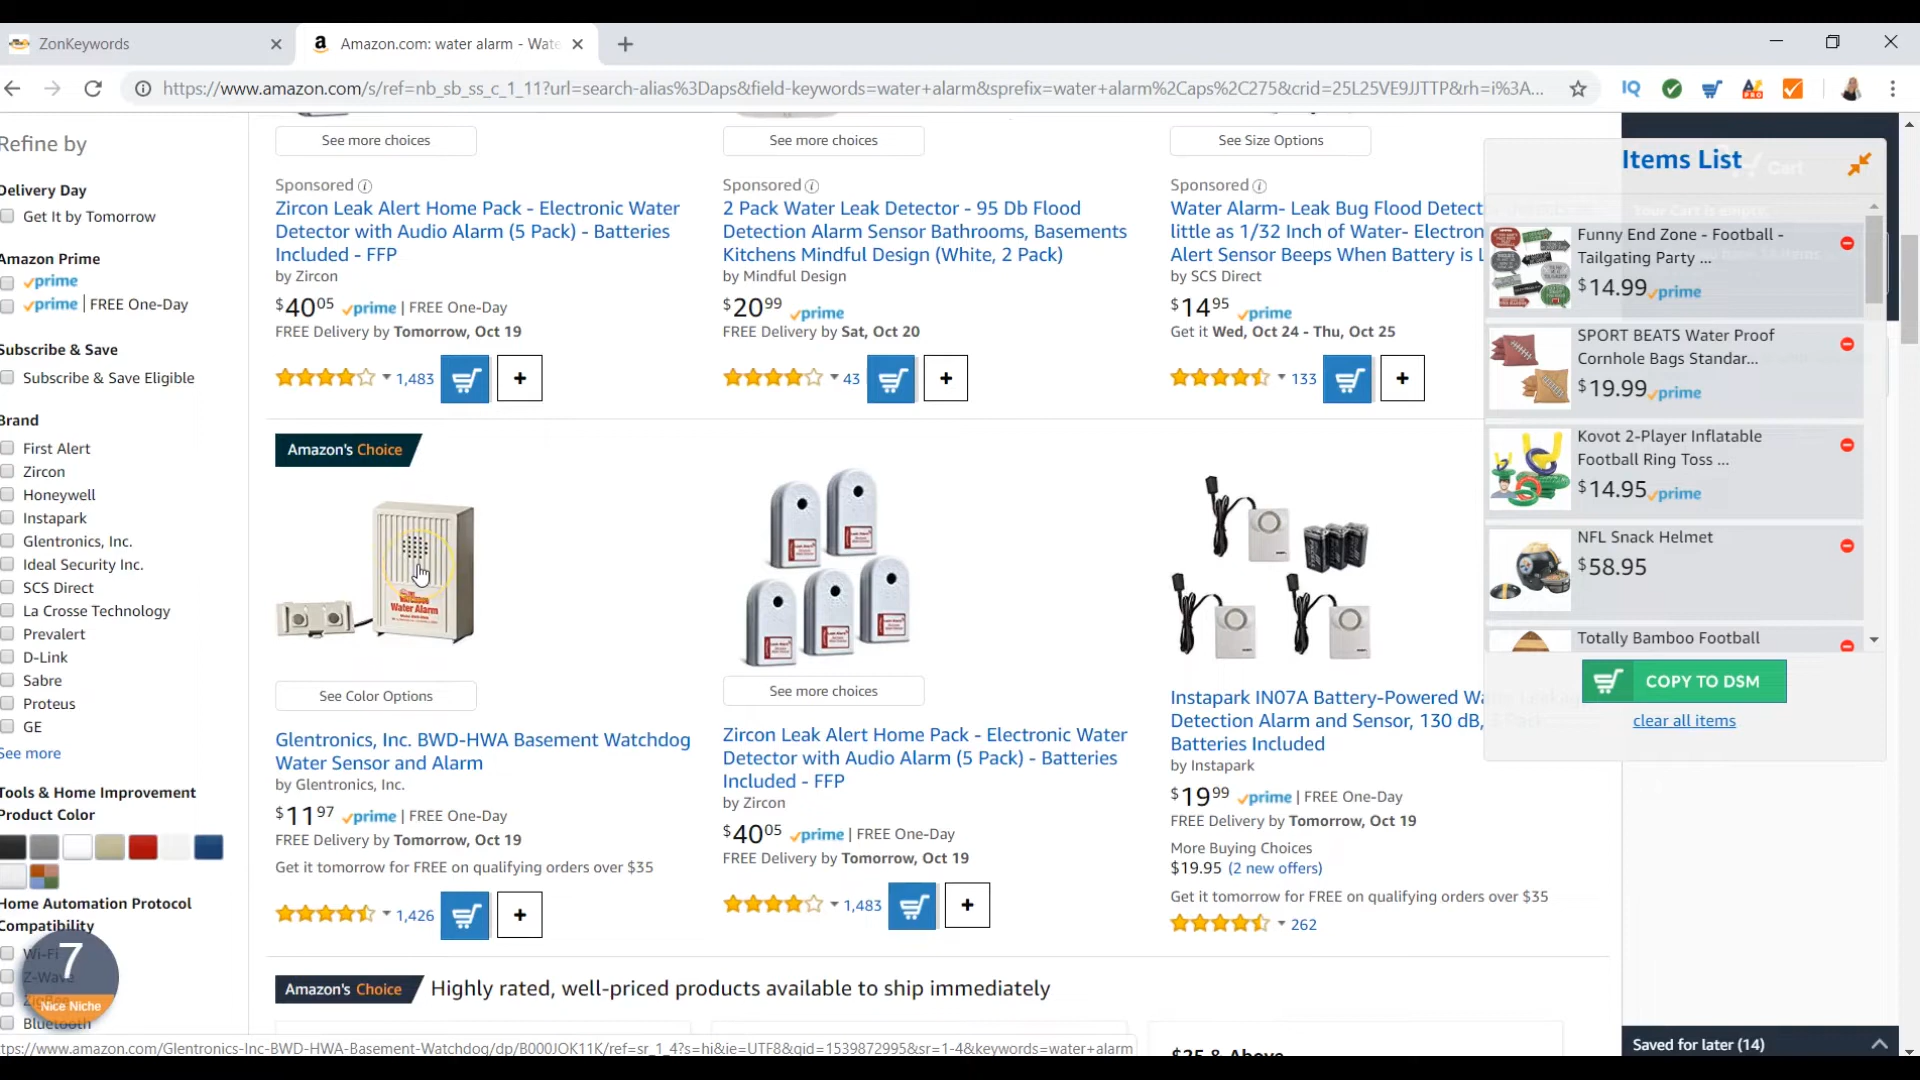 ZonKeywords
Amazon.com: water alarm - Wate
https://www.amazon.com/s/ref=nb_sb_ss_c_1_11?url=search-alias%3Daps&field-keywords=water+alarm&sprefix=water+alarm%2Caps%2C275&crid=25L25VE9JJTTP&rh=i%3A...
IQ
Refine by
Delivery Day
Get It by Tomorrow
Amazon Prime
prime
prime | FREE One-Day
Subscribe & Save
Subscribe & Save Eligible
Brand
First Alert
Zircon
Honeywell
Instapark
Glentronics, Inc.
Ideal Security Inc.
SCS Direct
La Crosse Technology
Prevalert
D-Link
Sabre
Proteus
GE
See more
Tools & Home Improvement
Product Color
Home Automation Protocol
Compatibility
Wi-Fi
Z-Wave
ZigBee
Bluetooth
7
Nice Niche
See more choices
Sponsored
Zircon Leak Alert Home Pack - Electronic Water
Detector with Audio Alarm (5 Pack) - Batteries
Included - FFP
by Zircon
$40 05 prime | FREE One-Day
FREE Delivery by Tomorrow, Oct 19
1,483
+
See more choices
Sponsored
2 Pack Water Leak Detector - 95 Db Flood
Detection Alarm Sensor Bathrooms, Basements
Kitchens Mindful Design (White, 2 Pack)
by Mindful Design
$20 99 prime
FREE Delivery by Sat, Oct 20
43
+
See Size Options
Sponsored
Water Alarm- Leak Bug Flood Detect
little as 1/32 Inch of Water- Electron
Alert Sensor Beeps When Battery is L
by SCS Direct
$14 95 prime
Get it Wed, Oct 24 - Thu, Oct 25
133
+
Amazon's Choice
Water Alarm
See Color Options
Glentronics, Inc. BWD-HWA Basement Watchdog
Water Sensor and Alarm
by Glentronics, Inc.
$11 97 prime | FREE One-Day
FREE Delivery by Tomorrow, Oct 19
Get it tomorrow for FREE on qualifying orders over $35
1,426
+
See more choices
Zircon Leak Alert Home Pack - Electronic Water
Detector with Audio Alarm (5 Pack) - Batteries
Included - FFP
by Zircon
$40 05 prime | FREE One-Day
FREE Delivery by Tomorrow, Oct 19
1,483
+
Instapark IN07A Battery-Powered Water Leakage
Detection Alarm and Sensor, 130 dB, 3 Pack
Batteries Included
by Instapark
$19 99 prime | FREE One-Day
FREE Delivery by Tomorrow, Oct 19
More Buying Choices
$19.95 (2 new offers)
Get it tomorrow for FREE on qualifying orders over $35
262
Amazon's Choice Highly rated, well-priced products available to ship immediately
$25 & Above
Items List
Cart
Your Cart is empty.
Funny End Zone - Football -
Tailgating Party ...
$14.99 prime
SPORT BEATS Water Proof
Cornhole Bags Standar...
$19.99 prime
Kovot 2-Player Inflatable
Football Ring Toss ...
$14.95 prime
NFL Snack Helmet
$58.95
Totally Bamboo Football
COPY TO DSM
clear all items
Saved for later (14)
tps://www.amazon.com/Glentronics-Inc-BWD-HWA-Basement-Watchdog/dp/B000JOK11K/ref=sr_1_4?s=hi&ie=UTF8&qid=1539872995&sr=1-4&keywords=water+alarm